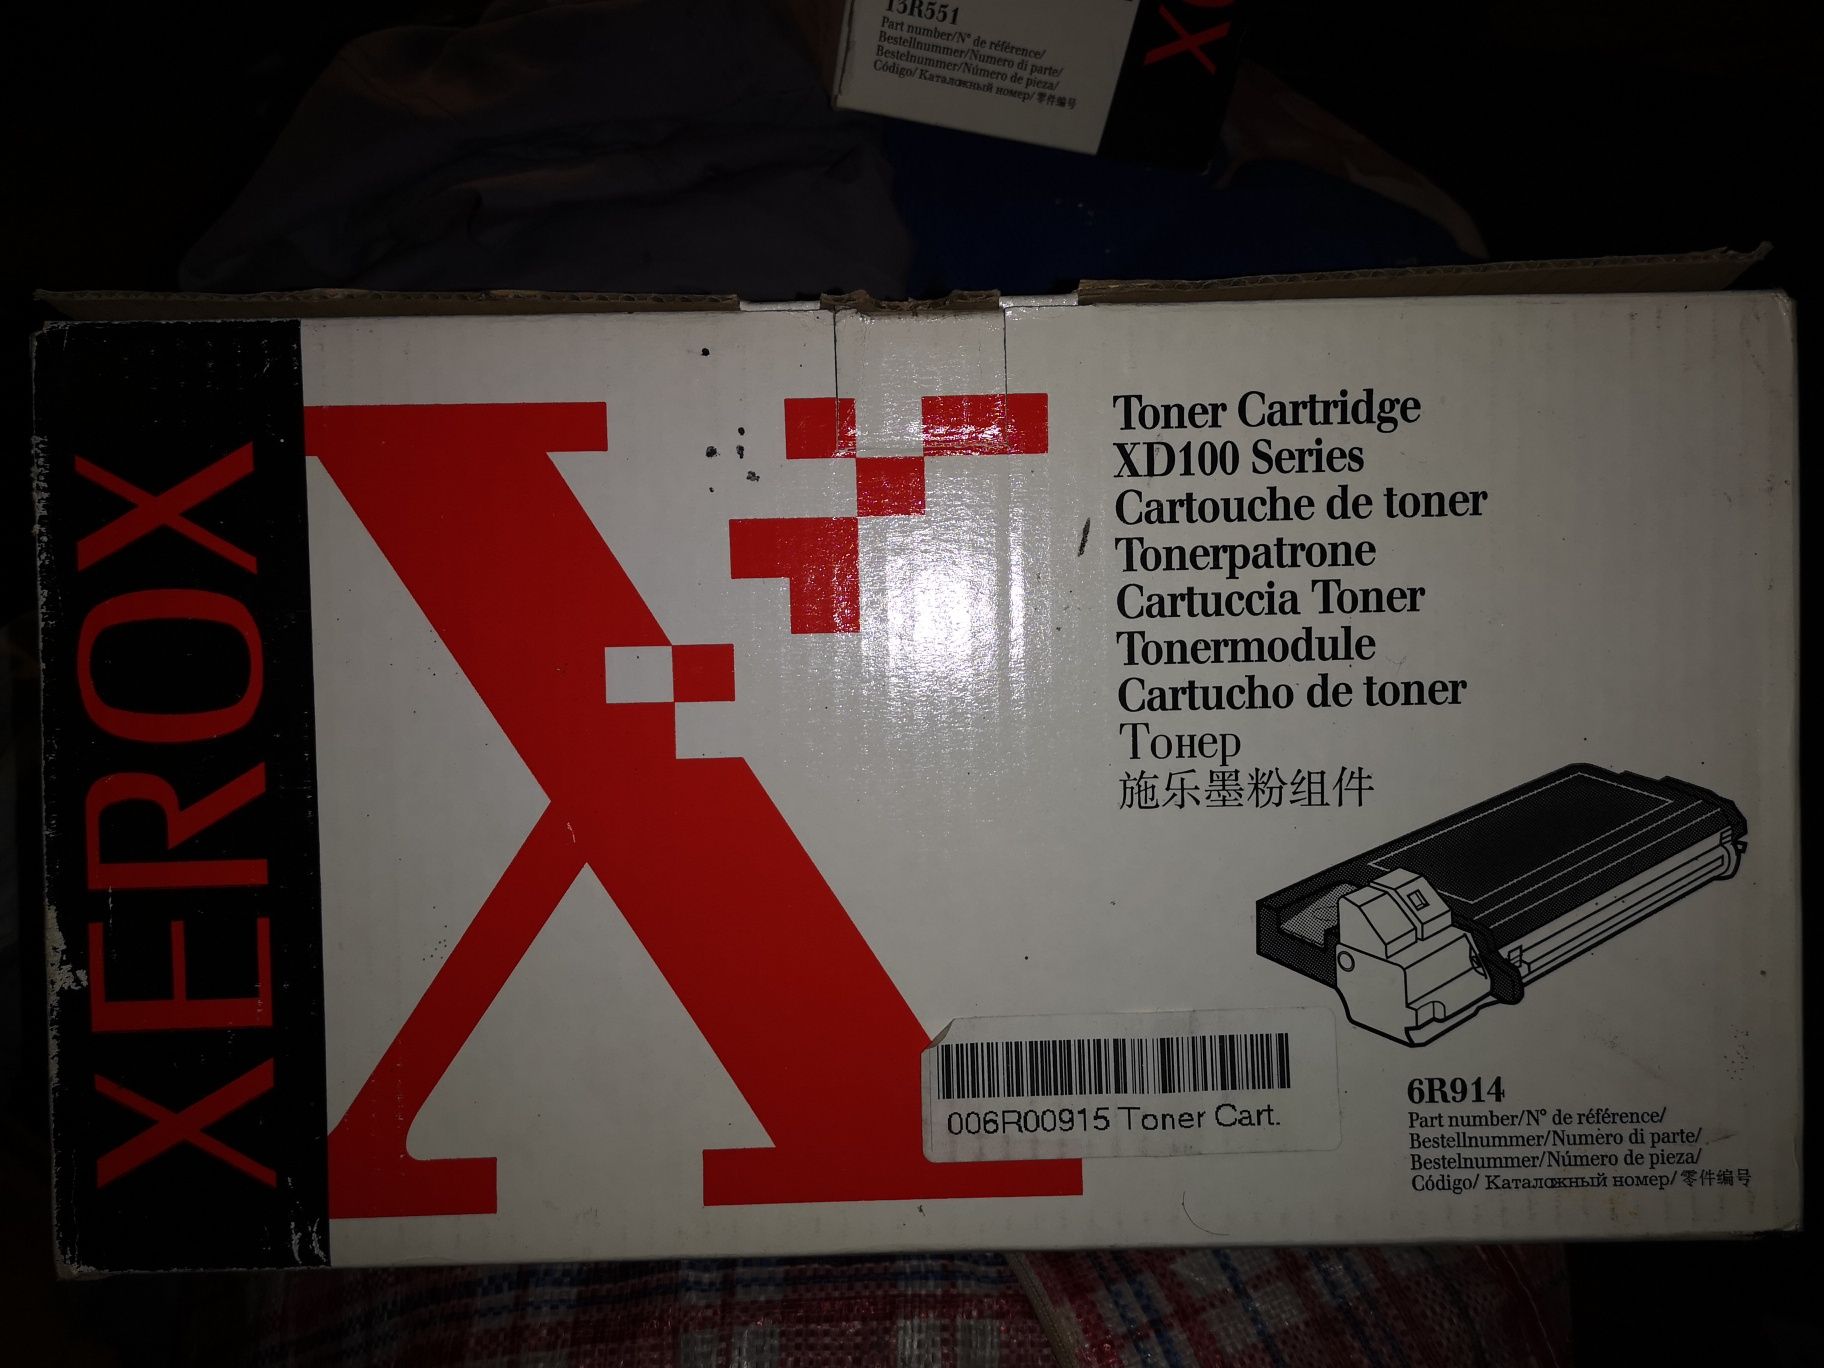 13R551
Part number/N° de référence/
Bestellnummer/Numero di parte/
Bestelnummer/Número de pieza/
Código/ Каталожный номер/ 零件编号
XEROX
Toner Cartridge
XD100 Series
Cartouche de toner
Tonerpatrone
Cartuccia Toner
Tonermodule
Cartucho de toner
Тонер
施乐墨粉组件
006R00915 Toner Cart.
6R914
Part number/N° de référence/
Bestellnummer/Numero di parte/
Bestelnummer/Número de pieza/
Código/ Каталожный номер/ 零件编号